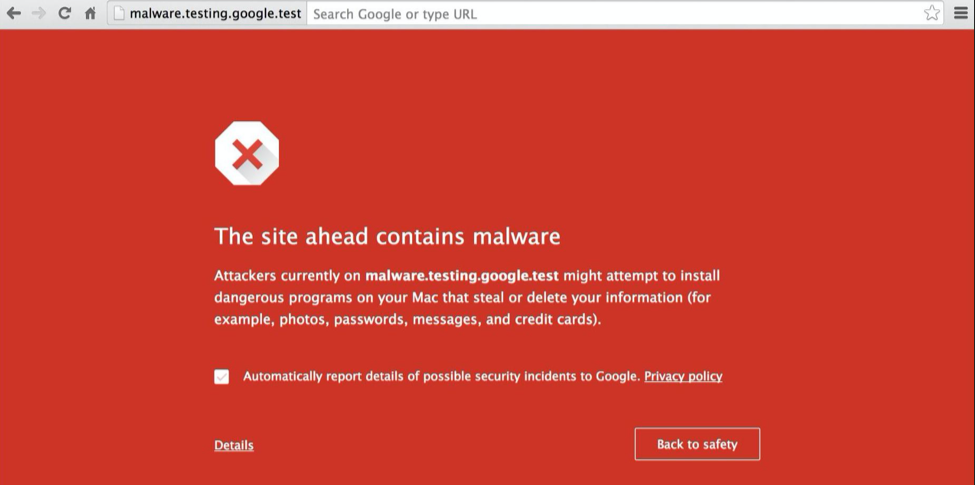 malware.testing.google.test Search Google or type URL
The site ahead contains malware
Attackers currently on malware.testing.google.test might attempt to install
dangerous programs on your Mac that steal or delete your information (for
example, photos, passwords, messages, and credit cards).
Automatically report details of possible security incidents to Google. Privacy policy
Details Back to safety